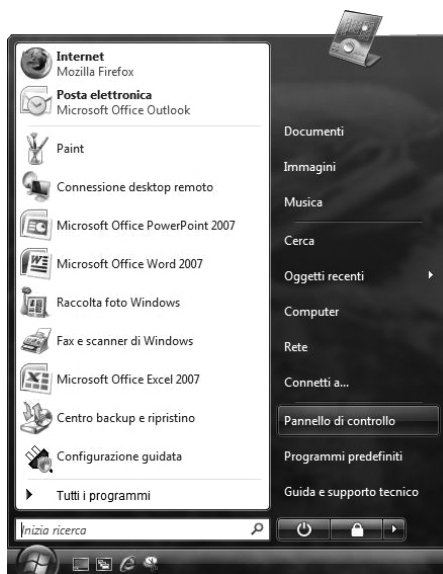 Internet
Mozilla Firefox
Posta elettronica
Microsoft Office Outlook
Paint
Connessione desktop remoto
Microsoft Office PowerPoint 2007
Microsoft Office Word 2007
Raccolta foto Windows
Fax e scanner di Windows
Microsoft Office Excel 2007
Centro backup e ripristino
Configurazione guidata
Tutti i programmi
Inizia ricerca
Documenti
Immagini
Musica
Cerca
Oggetti recenti
Computer
Rete
Connetti a...
Pannello di controllo
Programmi predefiniti
Guida e supporto tecnico